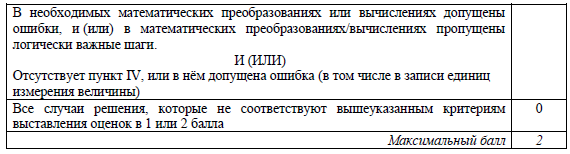 В необходимых математических преобразованиях или вычислениях допущены
ошибки, и (или) в математических преобразованиях/вычислениях пропущены
логически важные шаги.
И (ИЛИ)
Отсутствует пункт IV, или в нём допущена ошибка (в том числе в записи единиц
измерения величины)
Все случаи решения, которые не соответствуют вышеуказанным критериям 0
выставления оценок в 1 или 2 балла
Максимальный балл 2